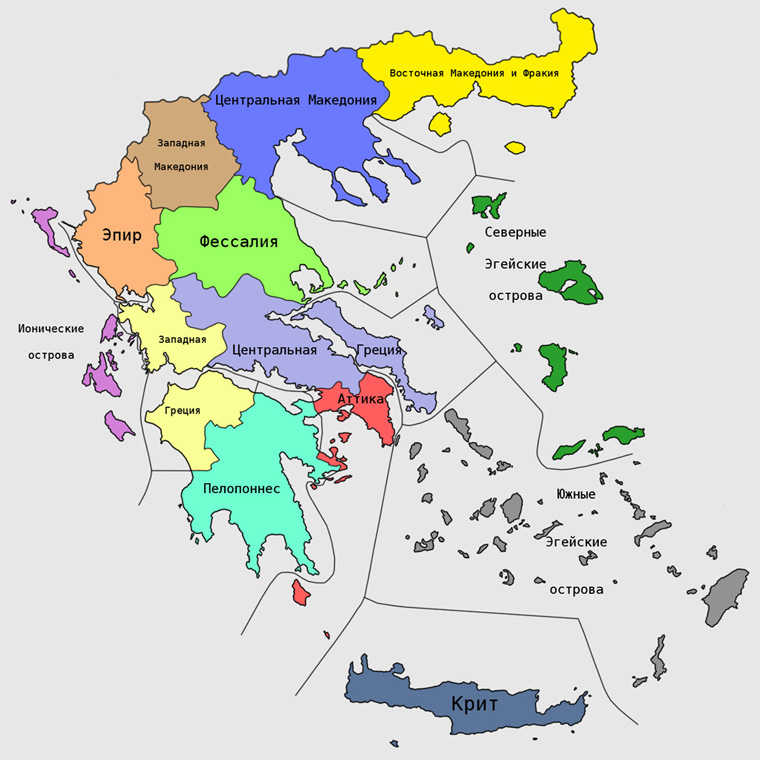 Восточная Македония и Фракия
Центральная Македония
Западная
Македония
Эпир
Фессалия
Северные
Эгейские
острова
Ионические
острова
Западная
Греция
Центральная Греция
Аттика
Пелопоннес
Южные
Эгейские
острова
Крит